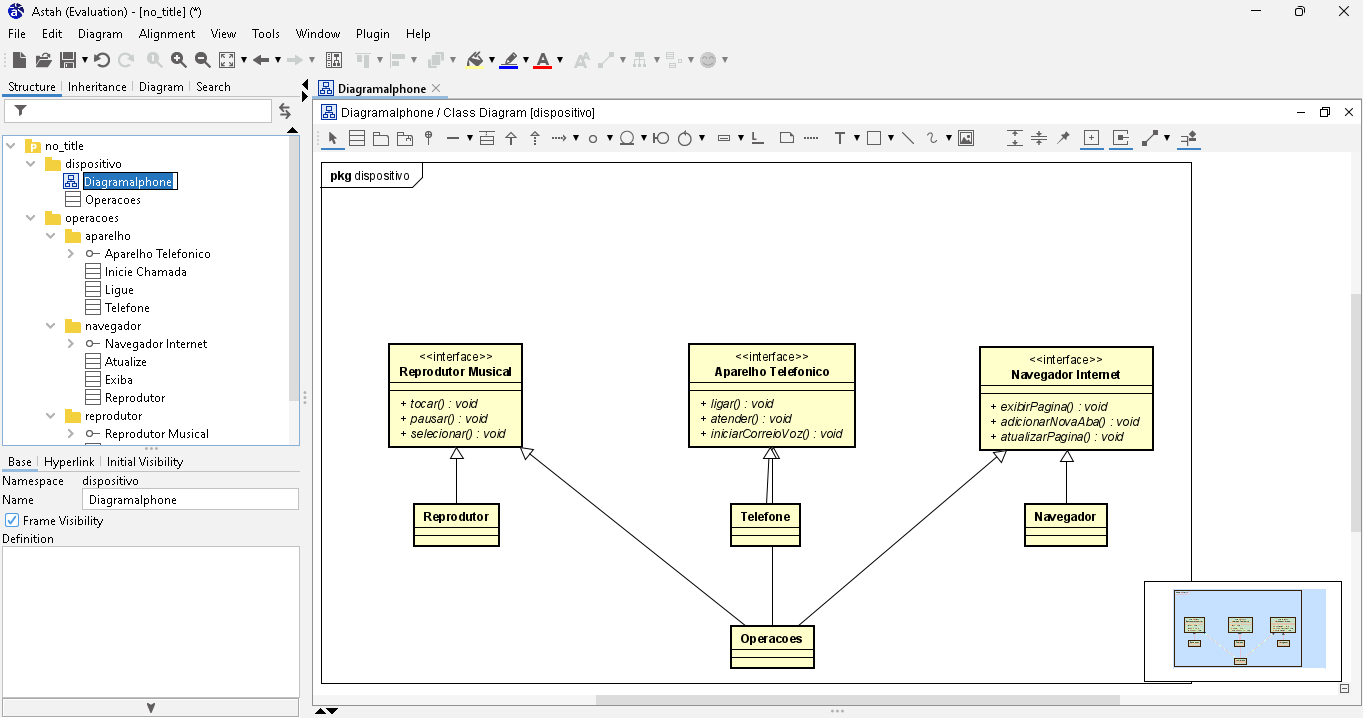 Astah (Evaluation) - [no_title] (*)
File Edit Diagram Alignment View Tools Window Plugin Help
Structure Inheritance Diagram Search
no_title
dispositivo
DiagramaIphone
Operacoes
operacoes
aparelho
Aparelho Telefonico
Inicie Chamada
Ligue
Telefone
navegador
Navegador Internet
Atualize
Exiba
Reprodutor
reprodutor
Reprodutor Musical
Base Hyperlink Initial Visibility
Namespace dispositivo
Name DiagramaIphone
Frame Visibility
Definition
DiagramaIphone
DiagramaIphone / Class Diagram [dispositivo]
pkg dispositivo
<<interface>>
Reprodutor Musical
+ tocar() : void
+ pausar() : void
+ selecionar() : void
<<interface>>
Aparelho Telefonico
+ ligar() : void
+ atender() : void
+ iniciarCorreioVoz() : void
<<interface>>
Navegador Internet
+ exibirPagina() : void
+ adicionarNovaAba() : void
+ atualizarPagina() : void
Reprodutor
Telefone
Navegador
Operacoes